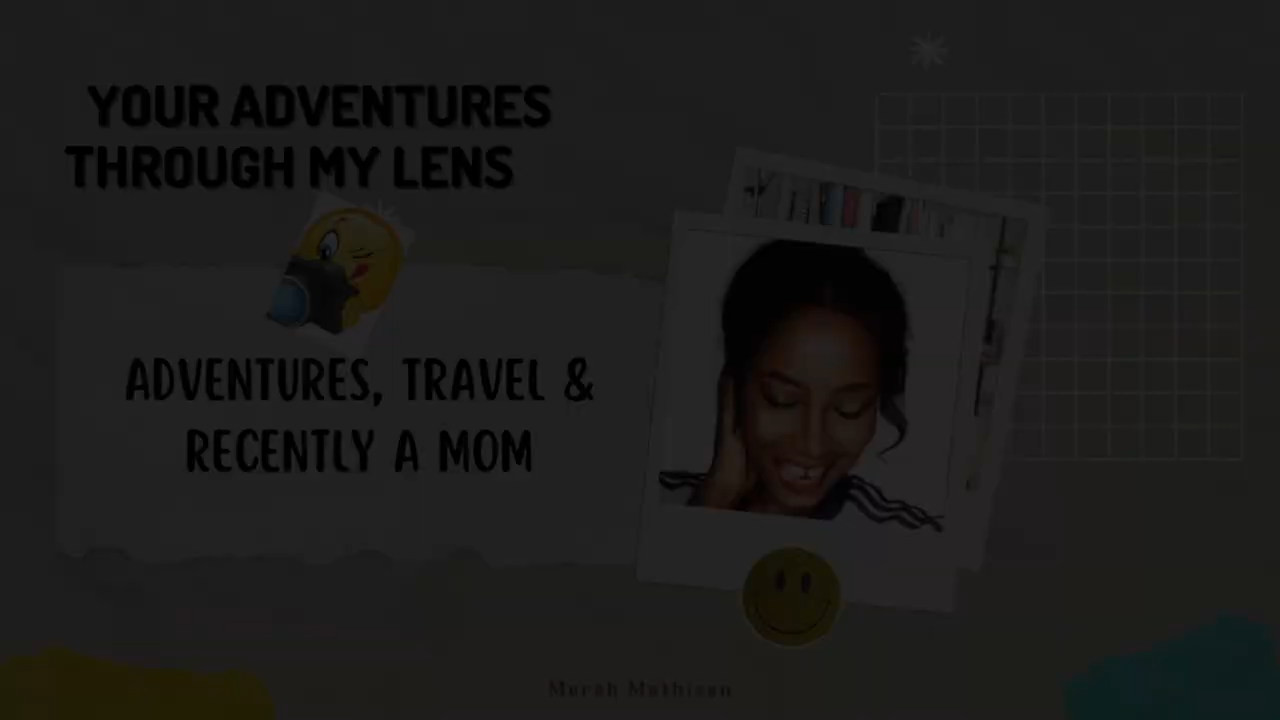 YOUR ADVENTURES
THROUGH MY LENS
ADVENTURES, TRAVEL &
RECENTLY A MOM